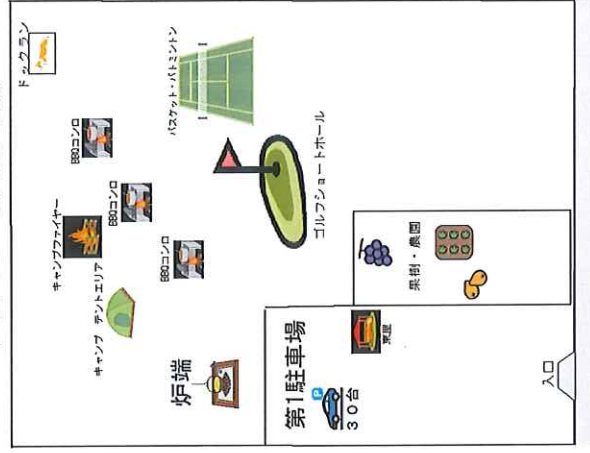 ドックラン
バスケット・バトミントン
BBQコンロ
BBQコンロ
キャンプファイヤー
BBQコンロ
キャンプ テントエリア
ゴルフショートホール
炉端
果樹・農園
第1駐車場
P
30台
東屋
入口